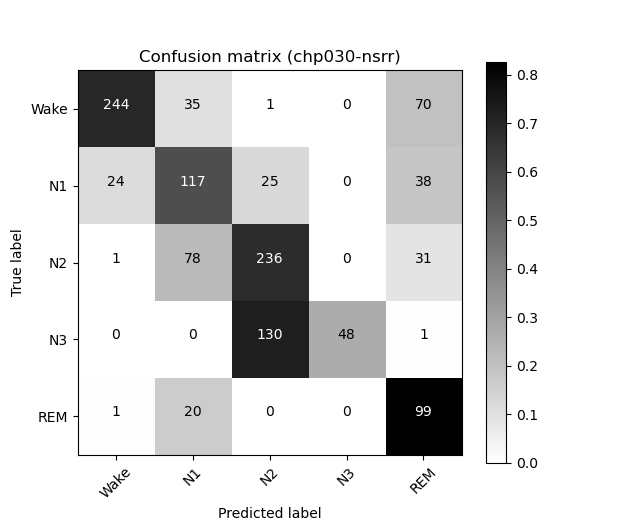 Confusion matrix (chp030-nsrr)
0.8
0.7
0.6
0.5
0.4
0.3
0.2
0.1
0.0
True label
Wake 244 35 1 0 70
N1 24 117 25 0 38
N2 1 78 236 0 31
N3 0 0 130 48 1
REM 1 20 0 0 99
Wake N1 N2 N3 REM
Predicted label